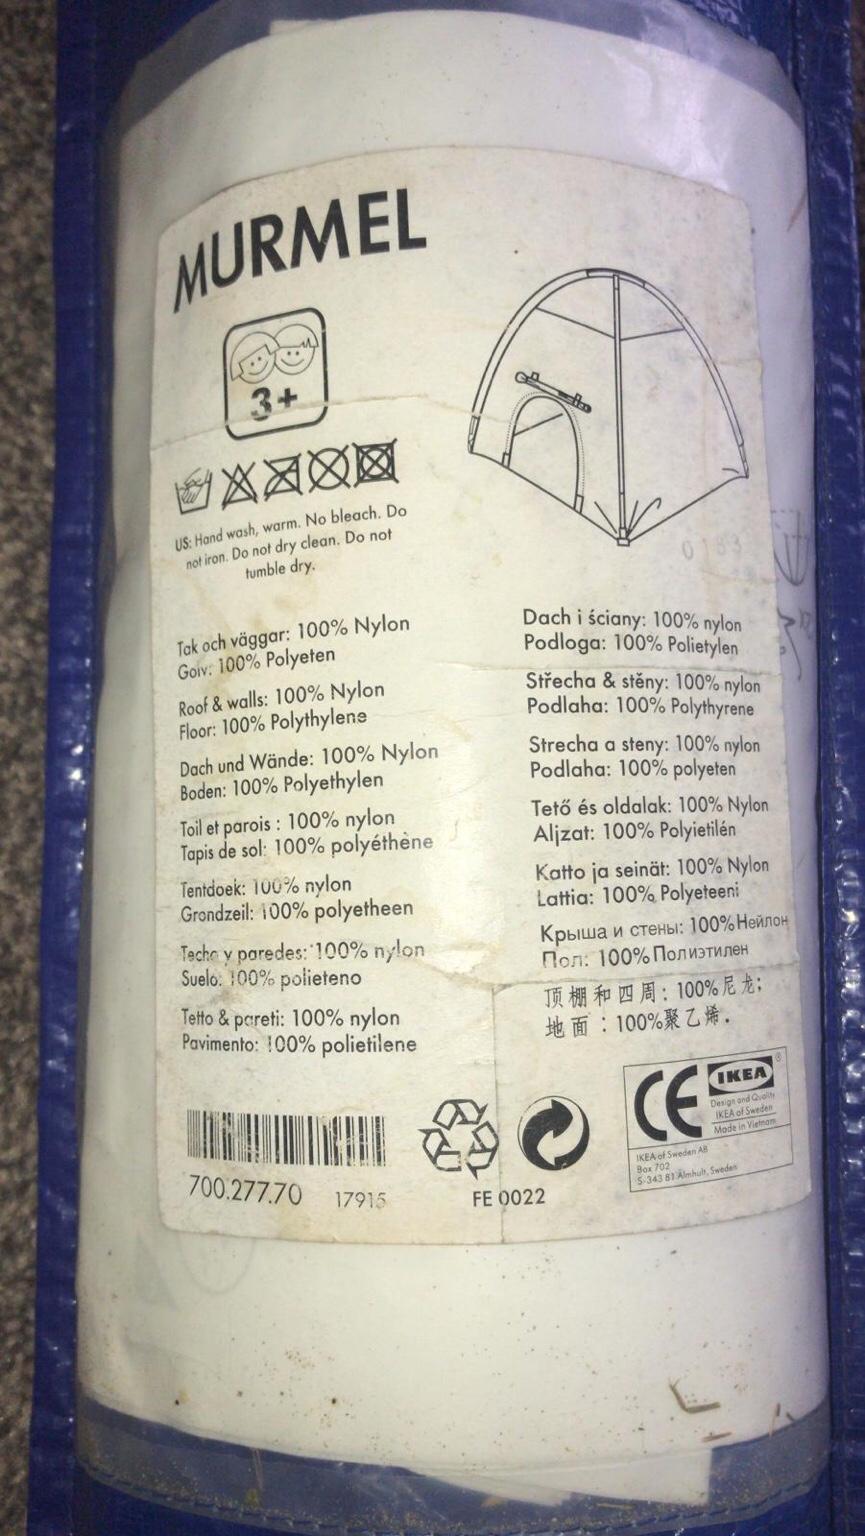 MURMEL
3+
US: Hand wash, warm. No bleach. Do
not iron. Do not dry clean. Do not
tumble dry.
Tak och väggar: 100% Nylon
Golv: 100% Polyeten
Roof & walls: 100% Nylon
Floor: 100% Polythylene
Dach und Wände: 100% Nylon
Boden: 100% Polyethylen
Toil et parois : 100% nylon
Tapis de sol: 100% polyéthène
Tentdoek: 100% nylon
Grondzeil: 100% polyetheen
Techo y paredes: 100% nylon
Suelo: 100% polieteno
Tetto & pareti: 100% nylon
Pavimento: 100% polietilene
Dach i ściany: 100% nylon
Podloga: 100% Polietylen
Střecha & stěny: 100% nylon
Podlaha: 100% Polythyrene
Strecha a steny: 100% nylon
Podlaha: 100% polyeten
Tető és oldalak: 100% Nylon
Aljzat: 100% Polyietilén
Katto ja seinät: 100% Nylon
Lattia: 100% Polyeteeni
Крыша и стены: 100% Нейлон
Пол: 100% Полиэтилен
顶棚和四周: 100%尼龙;
地面：100%聚乙烯.
700.277.70 17915
FE 0022
CE IKEA®
Design and Quality
IKEA of Sweden
Made in Vietnam
IKEA of Sweden AB
Box 702
S-343 81 Älmhult, Sweden